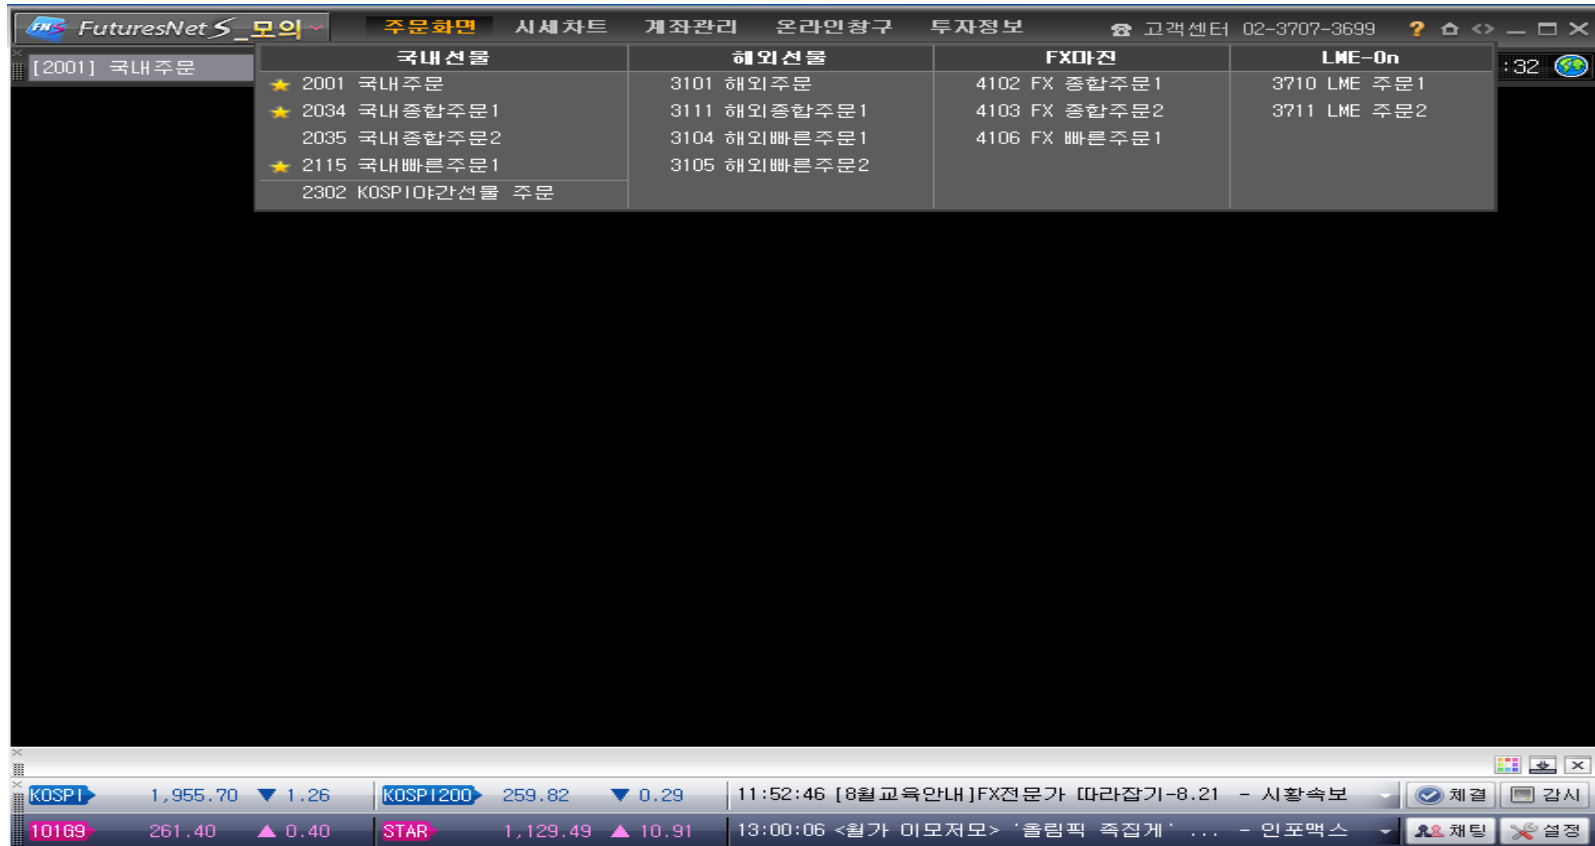 FNS FuturesNet S_모의 주문화면 시세차트 계좌관리 온라인창구 투자정보 고객센터 02-3707-3699 ?
[2001] 국내주문 :32
국내선물 해외선물 FX마진 LME-On
2001 국내주문 3101 해외주문 4102 FX 종합주문1 3710 LME 주문1
2034 국내종합주문1 3111 해외종합주문1 4103 FX 종합주문2 3711 LME 주문2
2035 국내종합주문2 3104 해외빠른주문1 4106 FX 빠른주문1
2115 국내빠른주문1 3105 해외빠른주문2
2302 KOSPI야간선물 주문
KOSPI 1,955.70 ▼ 1.26 KOSPI200 259.82 ▼ 0.29 11:52:46 [8월교육안내]FX전문가 따라잡기-8.21 - 시황속보 체결 감시
101G9 261.40 ▲ 0.40 STAR 1,129.49 ▲ 10.91 13:00:06 <월가 이모저모> '올림픽 족집게' ... - 인포맥스 채팅 설정